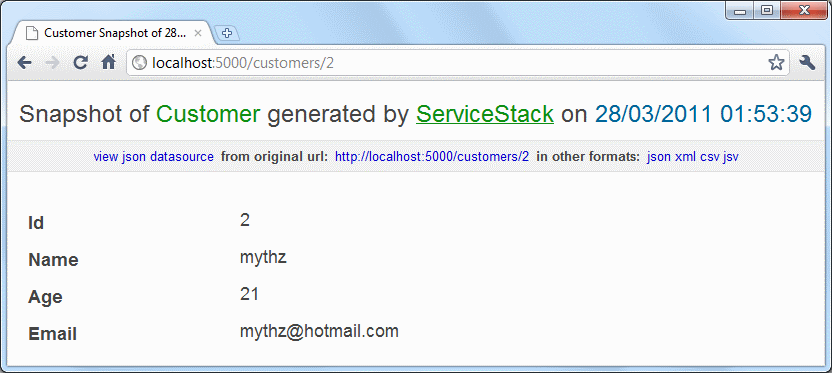 Customer Snapshot of 28...
localhost:5000/customers/2
Snapshot of Customer generated by ServiceStack on 28/03/2011 01:53:39
view json datasource from original url: http://localhost:5000/customers/2 in other formats: json xml csv jsv
Id 2
Name mythz
Age 21
Email mythz@hotmail.com